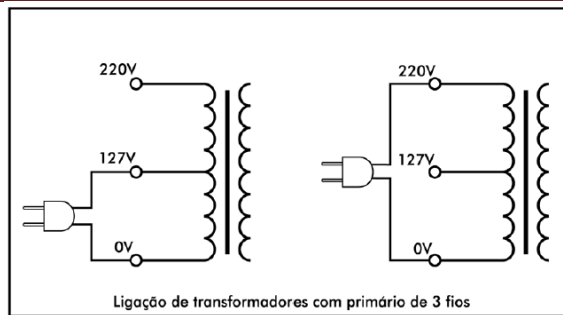 220V
127V
0V
220V
127V
0V
Ligação de transformadores com primário de 3 fios